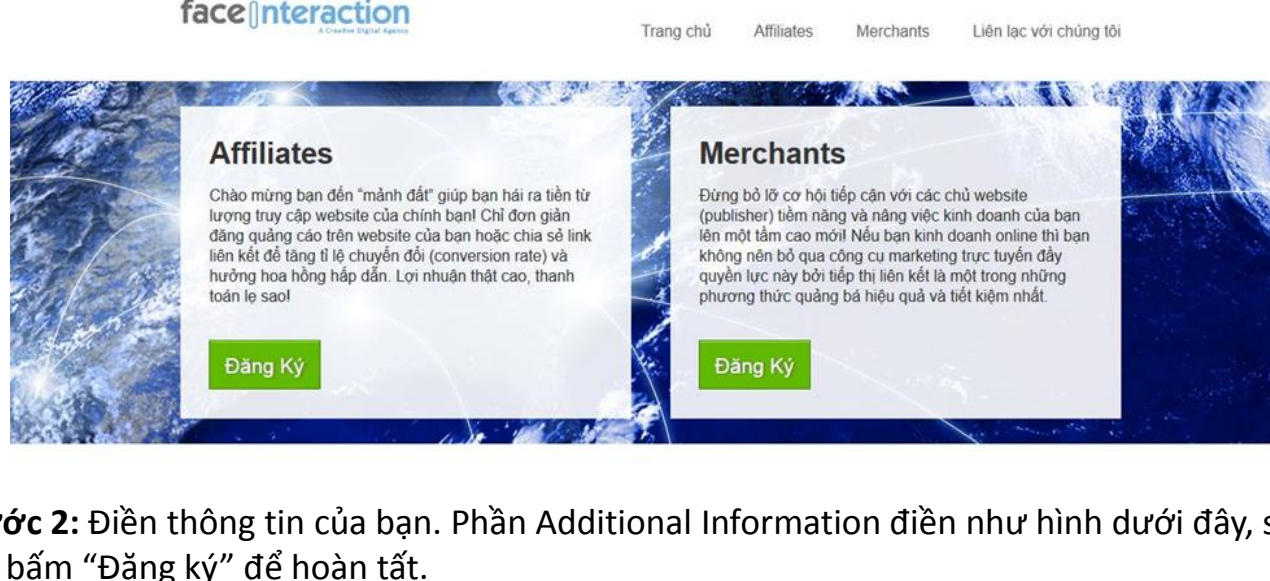 face interaction
A Creative Digital Agency
Trang chủ Affiliates Merchants Liên lạc với chúng tôi
Affiliates
Chào mừng bạn đến “mảnh đất” giúp bạn hái ra tiền từ
lượng truy cập website của chính bạn! Chỉ đơn giản
đăng quảng cáo trên website của bạn hoặc chia sẻ link
liên kết để tăng tỉ lệ chuyển đổi (conversion rate) và
hưởng hoa hồng hấp dẫn. Lợi nhuận thật cao, thanh
toán lẹ sao!
Đăng Ký
Merchants
Đừng bỏ lỡ cơ hội tiếp cận với các chủ website
(publisher) tiềm năng và nâng việc kinh doanh của bạn
lên một tầm cao mới! Nếu bạn kinh doanh online thì bạn
không nên bỏ qua công cụ marketing trực tuyến đầy
quyền lực này bởi tiếp thị liên kết là một trong những
phương thức quảng bá hiệu quả và tiết kiệm nhất.
Đăng Ký
ước 2: Điền thông tin của bạn. Phần Additional Information điền như hình dưới đây, s
bấm “Đăng ký” để hoàn tất.